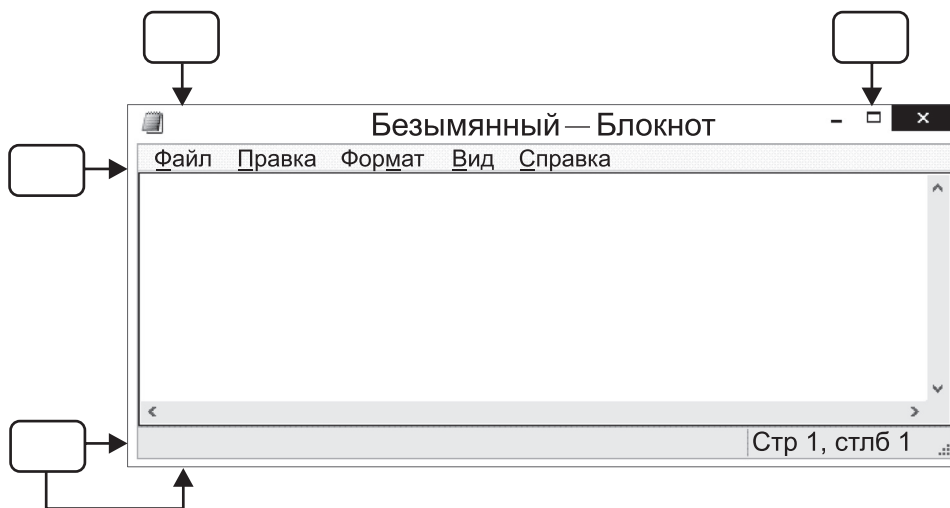 Безымянный — Блокнот
Файл Правка Формат Вид Справка
Стр 1, стлб 1